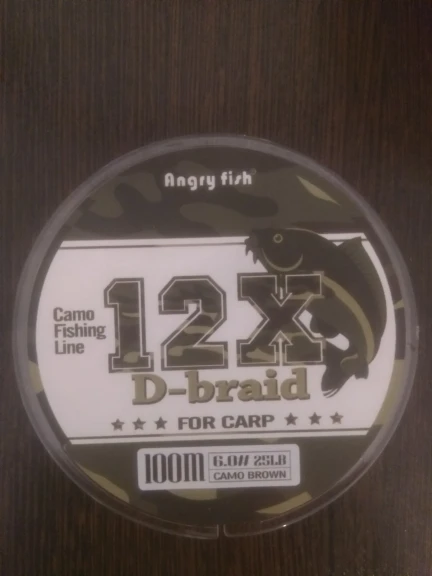 Angry fish
Camo
Fishing
Line
12X
D-braid
★ ★ ★ FOR CARP ★ ★ ★
100m
6.0# 25LB
CAMO BROWN